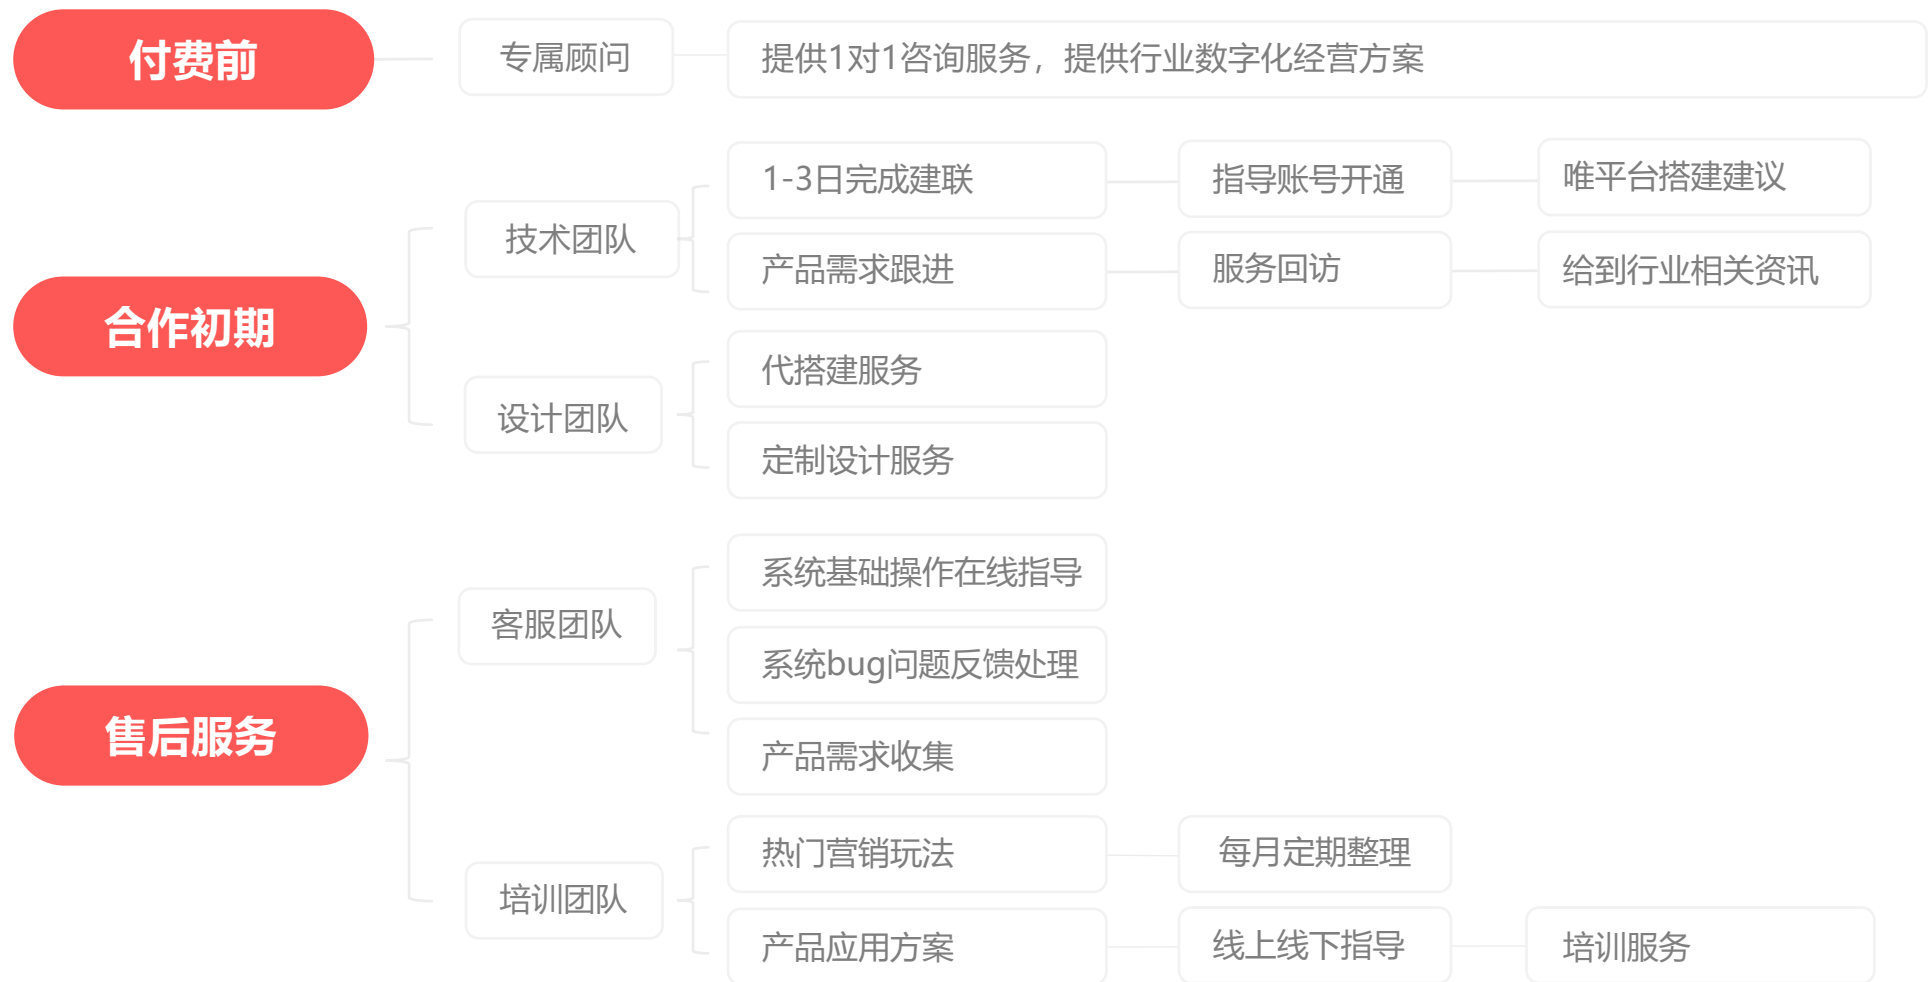 付费前
专属顾问
提供1对1咨询服务，提供行业数字化经营方案
合作初期
技术团队
1-3日完成建联
指导账号开通
唯平台搭建建议
产品需求跟进
服务回访
给到行业相关资讯
设计团队
代搭建服务
定制设计服务
售后服务
客服团队
系统基础操作在线指导
系统bug问题反馈处理
产品需求收集
培训团队
热门营销玩法
每月定期整理
产品应用方案
线上线下指导
培训服务